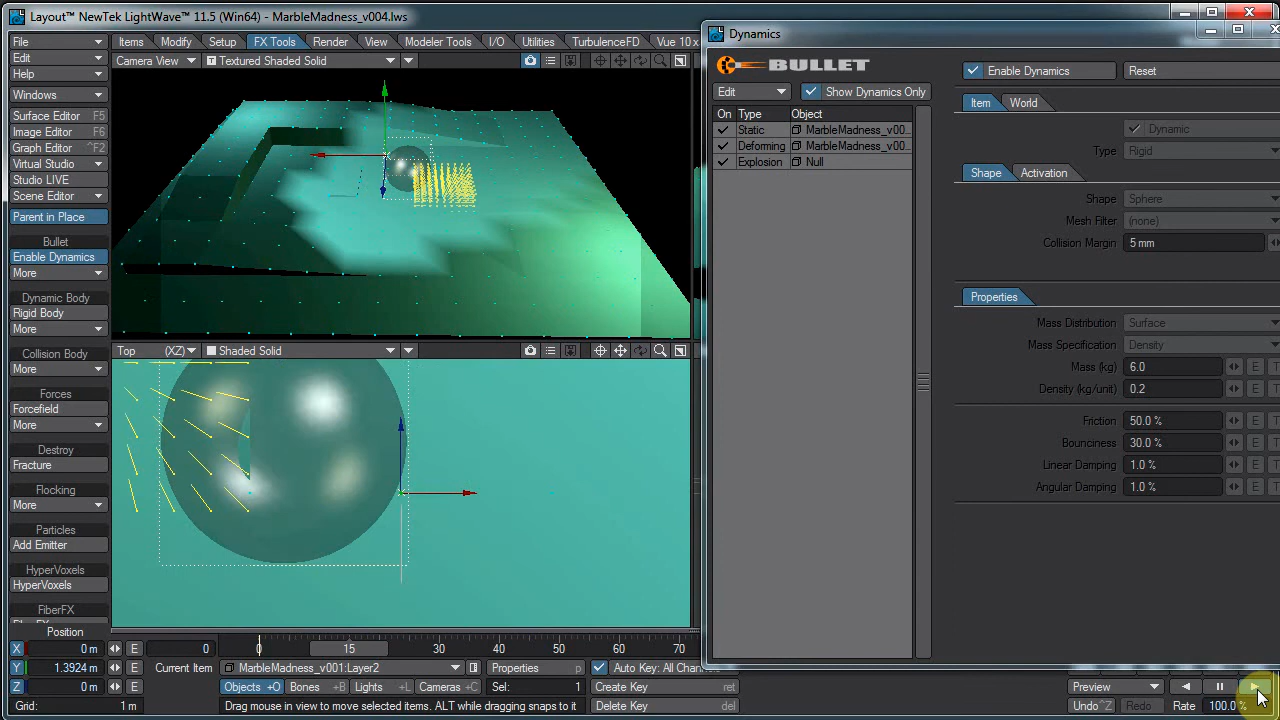 Layout™ NewTek LightWave™ 11.5 (Win64) - MarbleMadness_v004.lws
File
Items Modify Setup FX Tools Render View Modeler Tools I/O Utilities TurbulenceFD Vue 10x
Edit
Camera View Textured Shaded Solid
Help
Windows
Surface Editor F5
Image Editor F6
Graph Editor ^F2
Virtual Studio
Studio LIVE
Scene Editor
Parent in Place
Bullet
Enable Dynamics
More
Dynamic Body
Rigid Body
More
Collision Body
More
Forces
Forcefield
More
Destroy
Fracture
Flocking
More
Particles
Add Emitter
HyperVoxels
HyperVoxels
FiberFX
Top (XZ) Shaded Solid
Dynamics
BULLET
Edit Show Dynamics Only
On Type Object
Static MarbleMadness_v00...
Deforming MarbleMadness_v00...
Explosion Null
Enable Dynamics Reset
Item World
Dynamic
Type Rigid
Shape Activation
Shape Sphere
Mesh Filter (none)
Collision Margin 5 mm
Properties
Mass Distribution Surface
Mass Specification Density
Mass (kg) 6.0 E T
Density (kg/unit) 0.2 E T
Friction 50.0 % E T
Bounciness 30.0 % E T
Linear Damping 1.0 % E T
Angular Damping 1.0 % E T
Position
X 0 m E 0 0 15 30 40 50 60 70
Y 1.3924 m E Current Item MarbleMadness_v001:Layer2 Properties p Auto Key: All Chan
Z 0 m E Objects +O Bones +B Lights +L Cameras +C Sel: 1 Create Key ret Preview
Grid: 1 m Drag mouse in view to move selected items. ALT while dragging snaps to it Delete Key Undo^Z Redo Rate 100.0 %